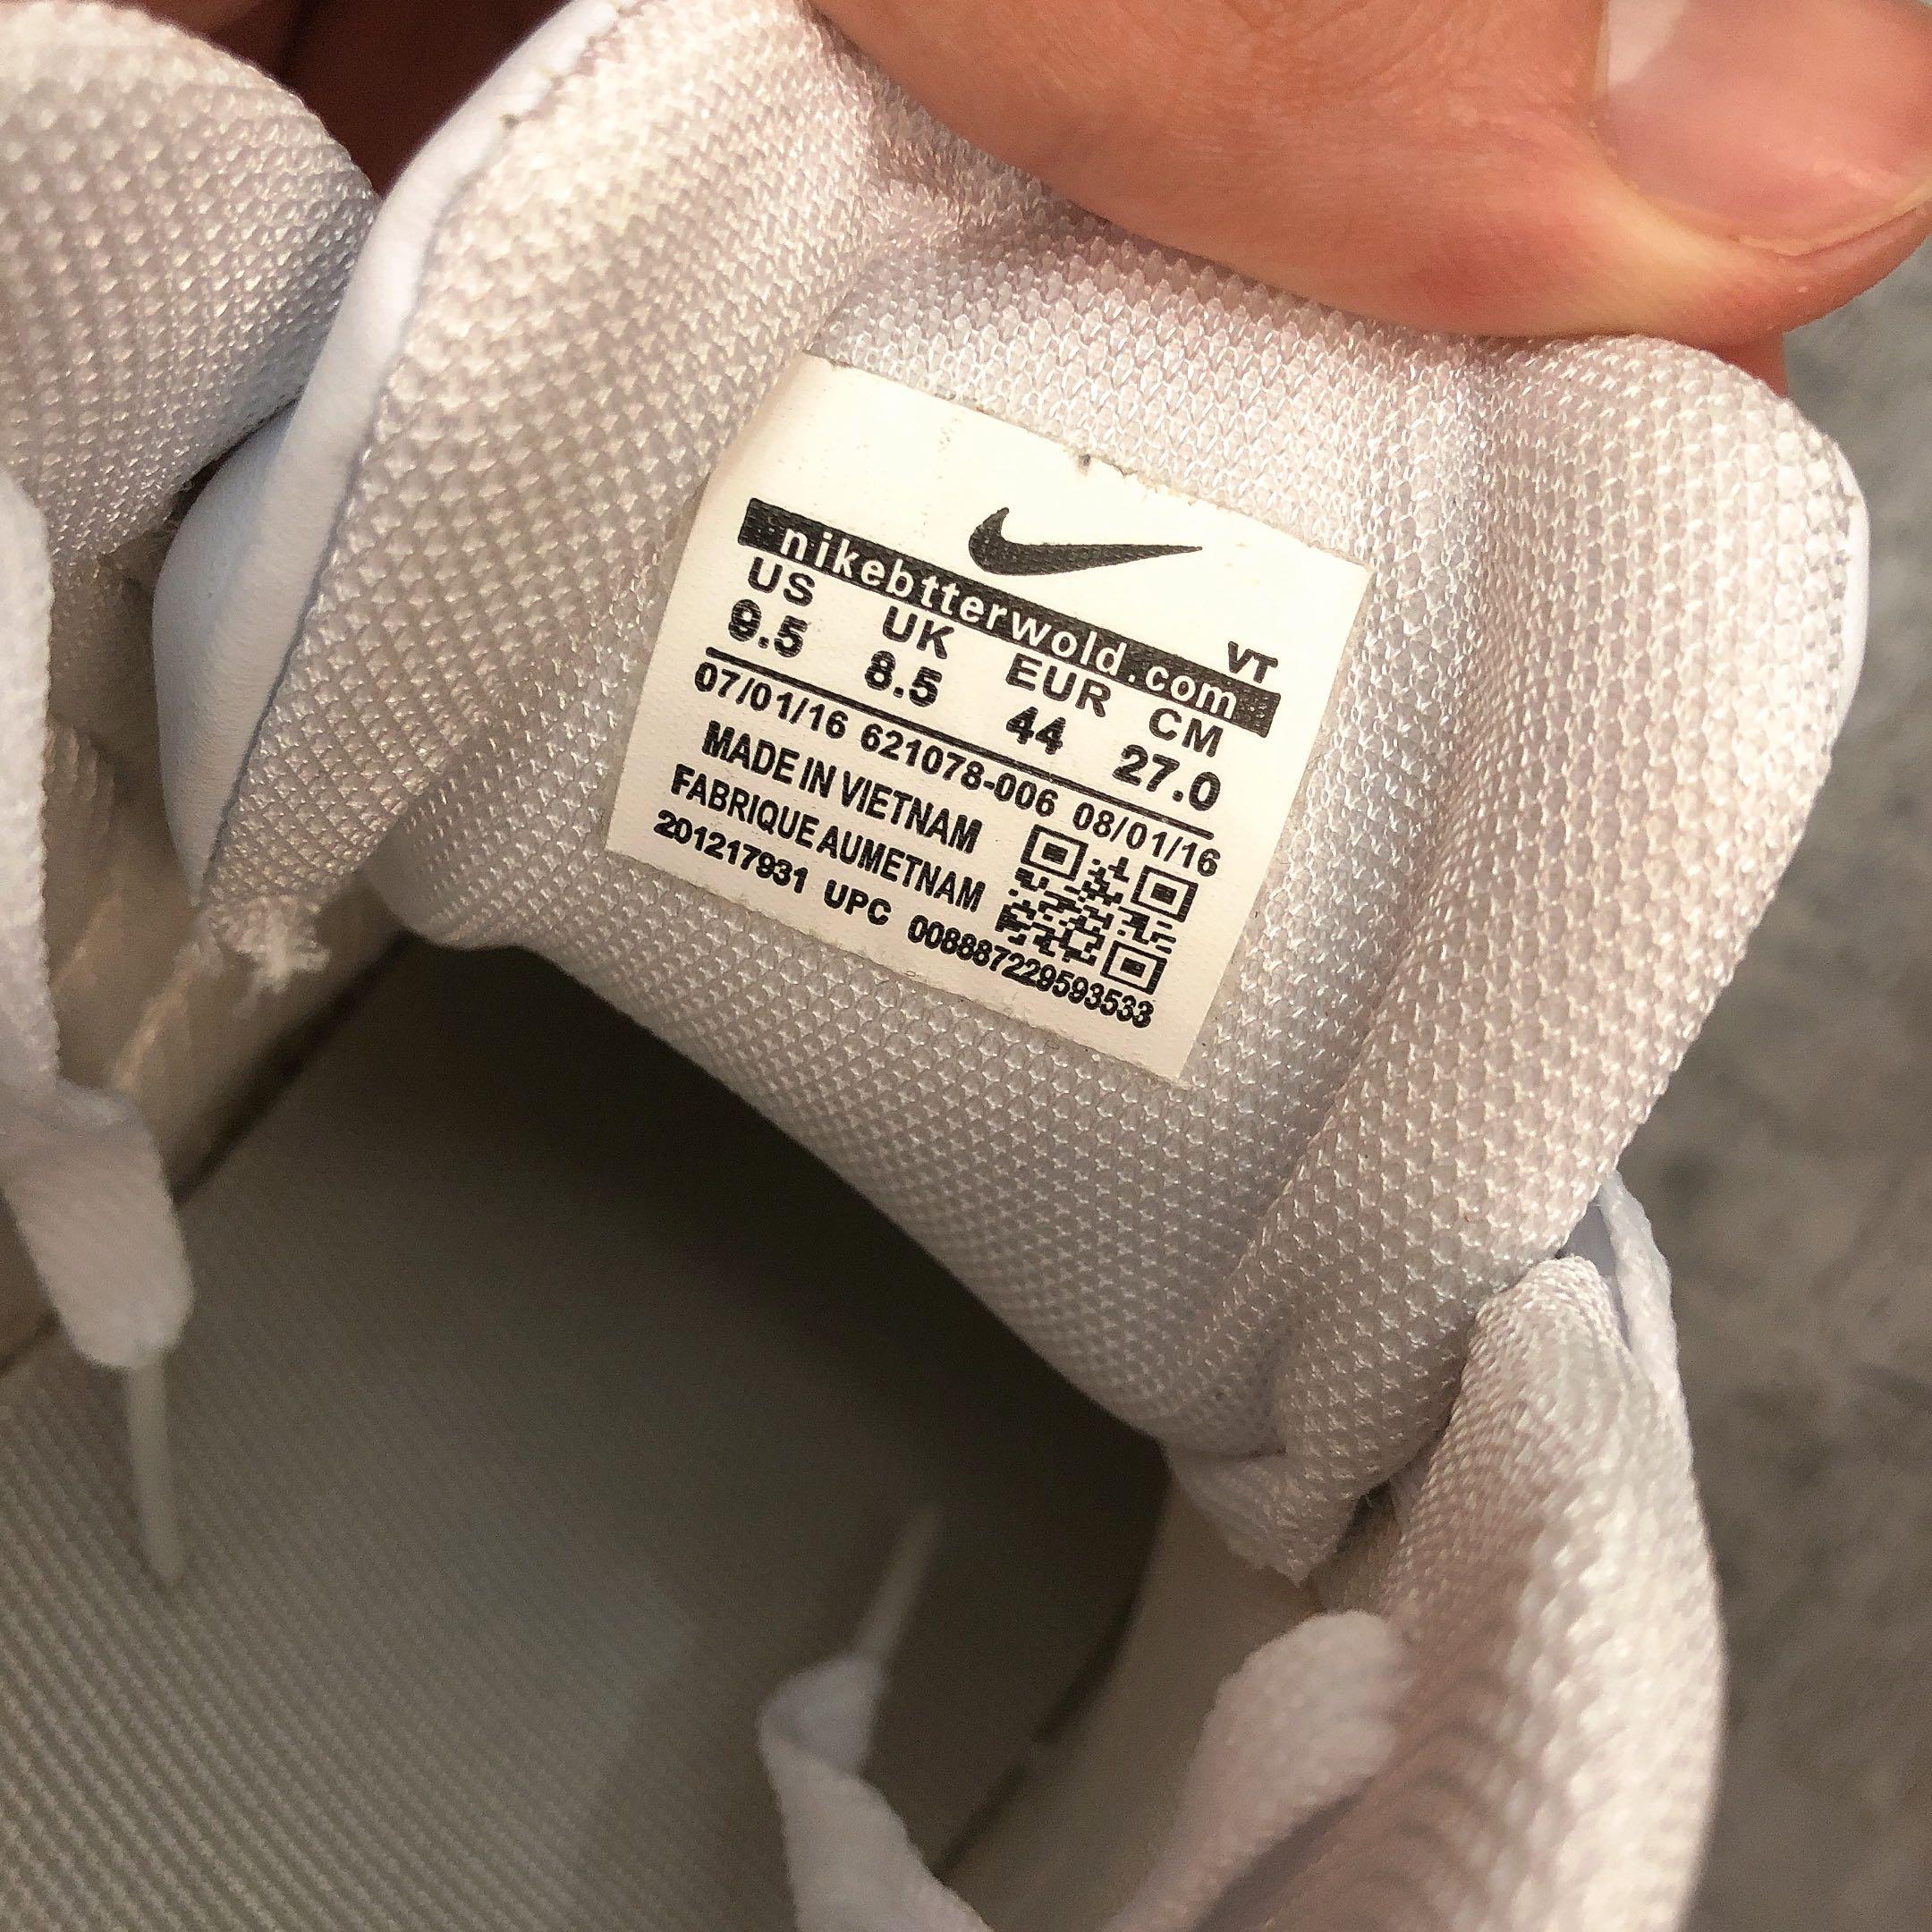 VT
nikebtterwold.com
US UK EUR CM
9.5 8.5 44 27.0
07/01/16 621078-006 08/01/16
MADE IN VIETNAM
FABRIQUE AUMETNAM
201217931 UPC 008887229593533